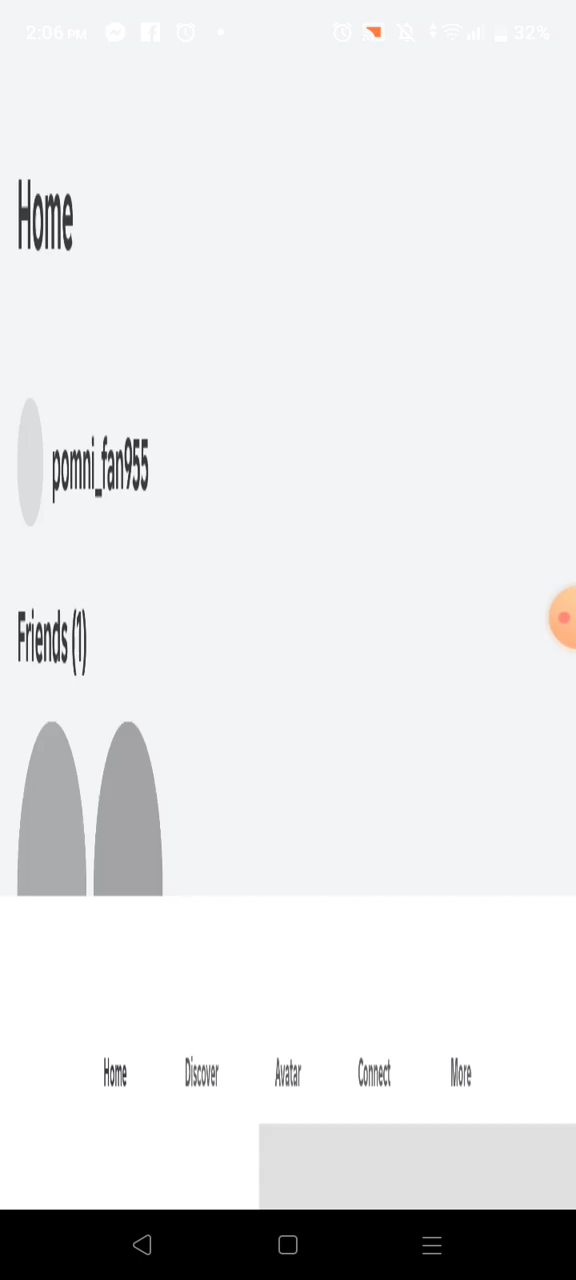 2:06 PM 32%
Home
pomni_fan955
Friends (1)
Home Discover Avatar Connect More